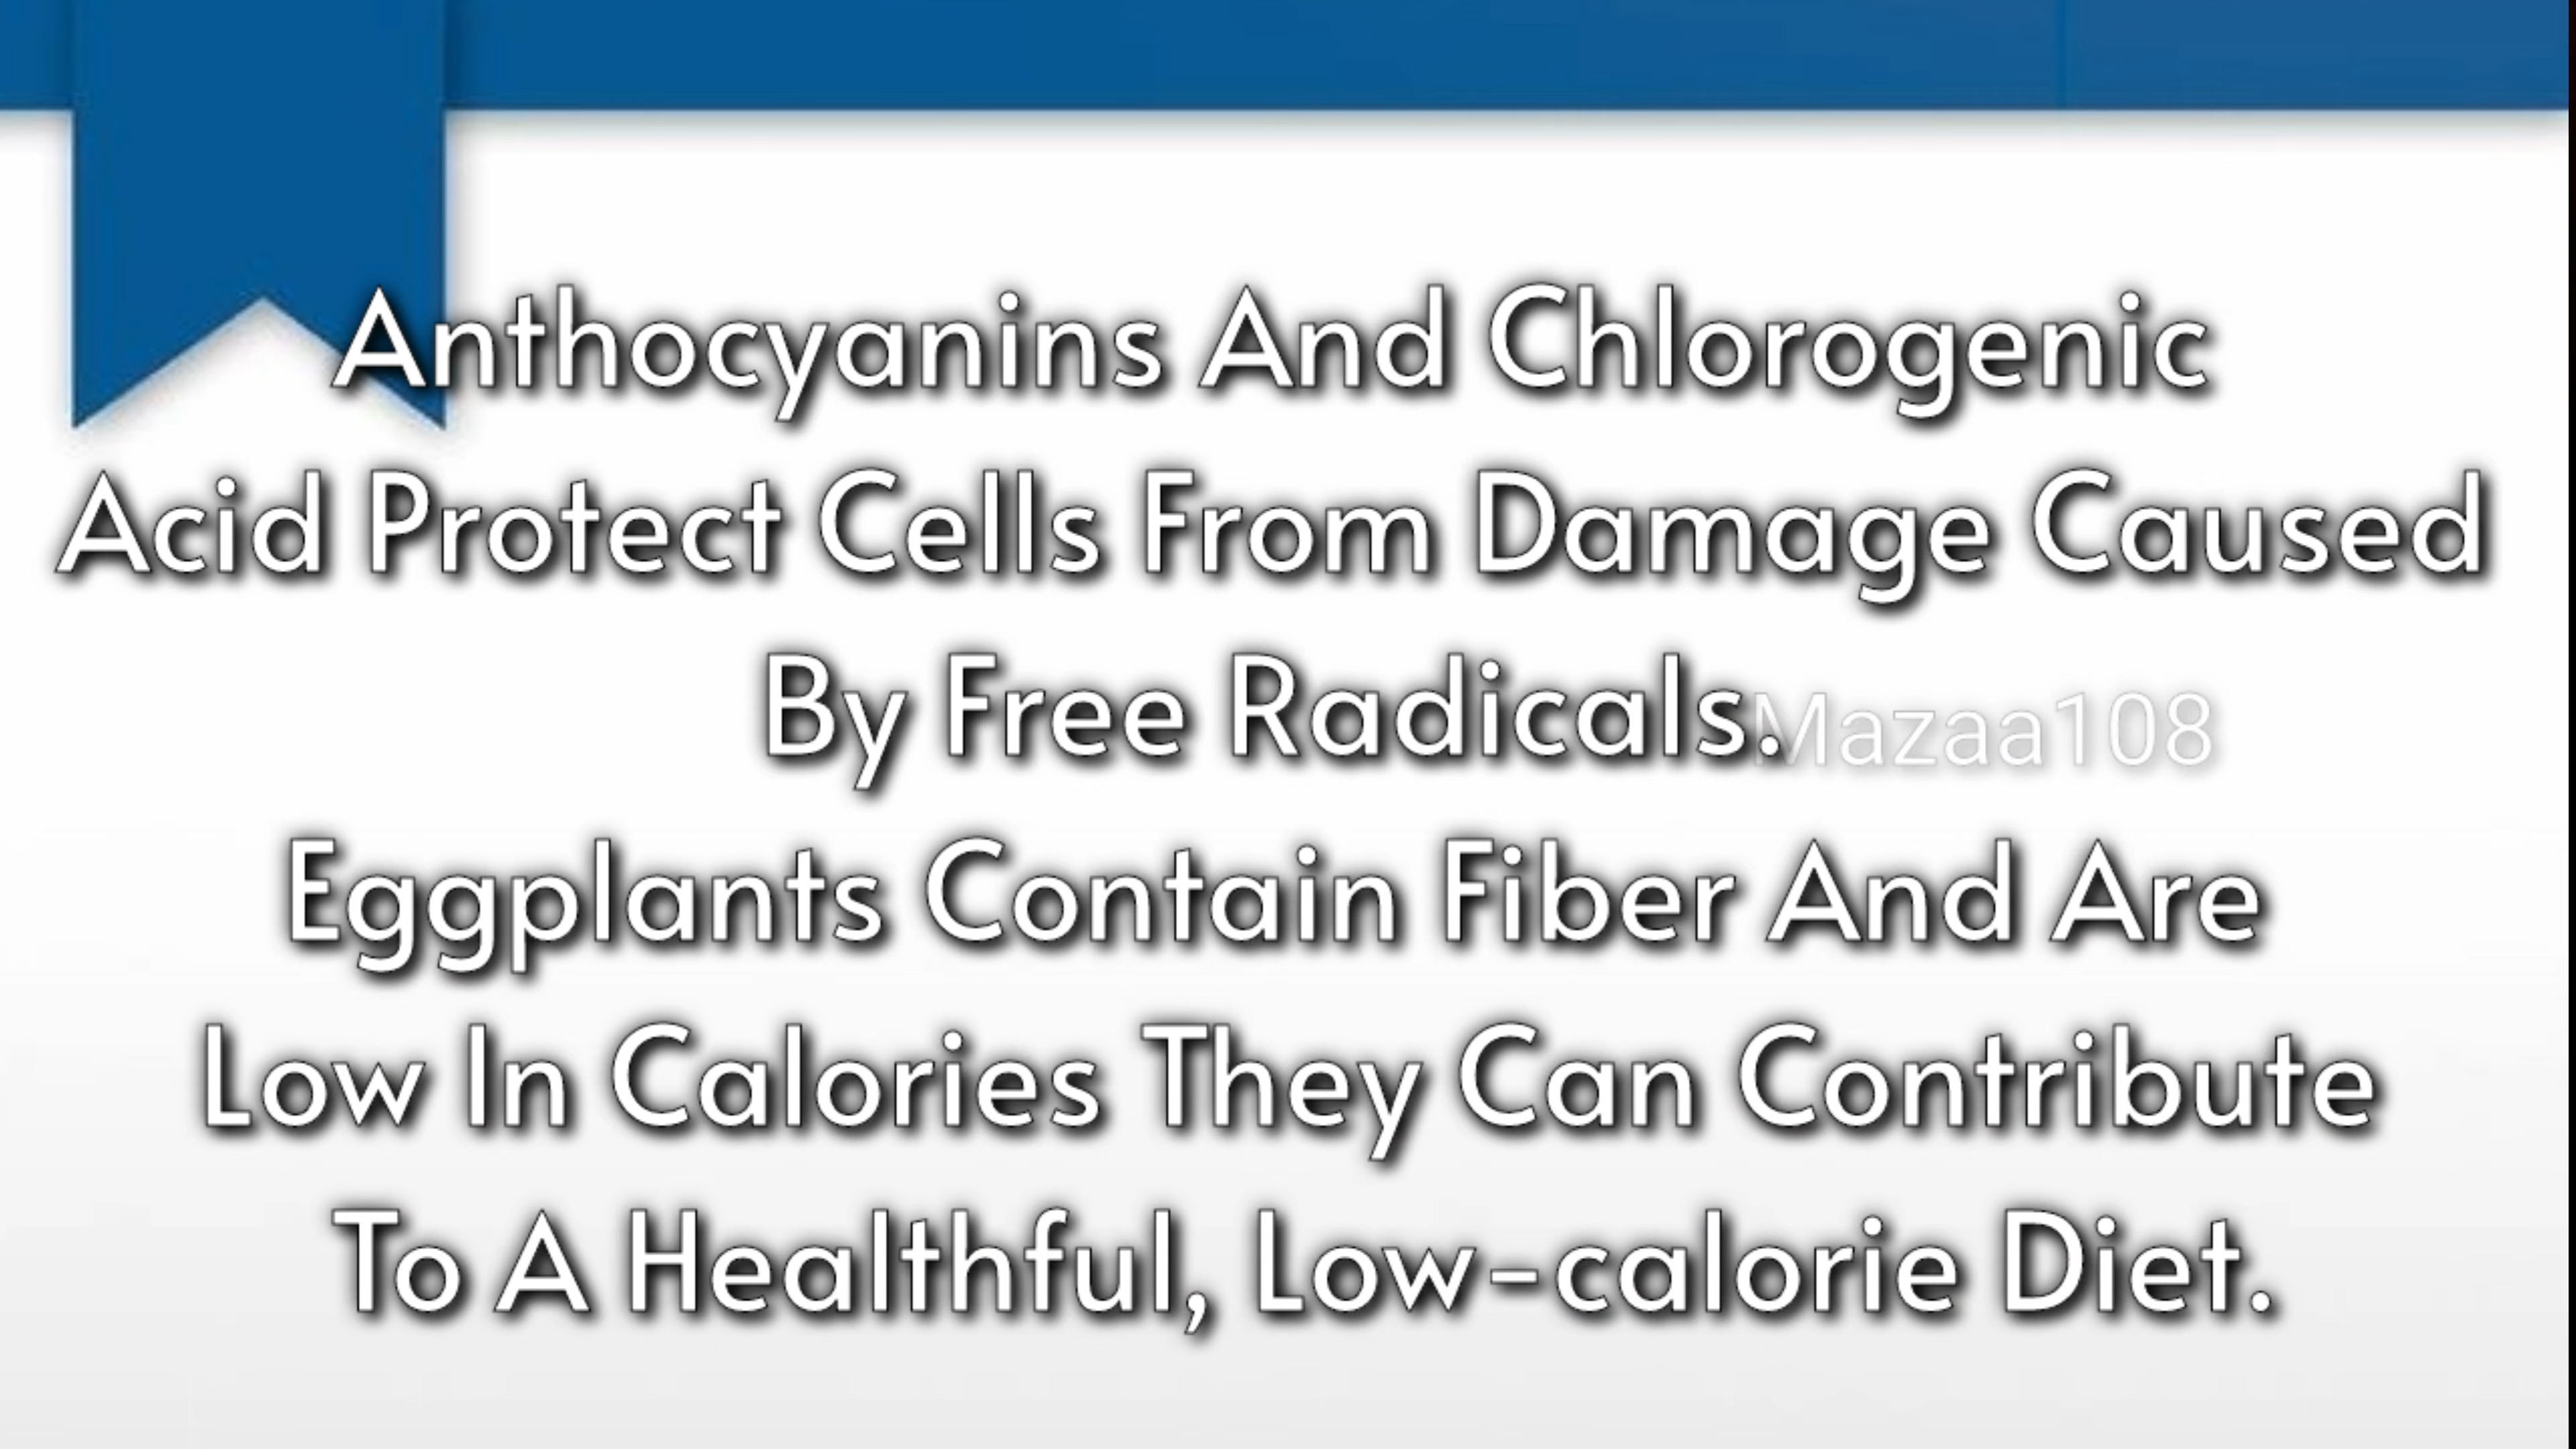 Anthocyanins And Chlorogenic
Acid Protect Cells From Damage Caused
By Free Radicals.
Mazaa108
Eggplants Contain Fiber And Are
Low In Calories They Can Contribute
To A Healthful, Low-calorie Diet.